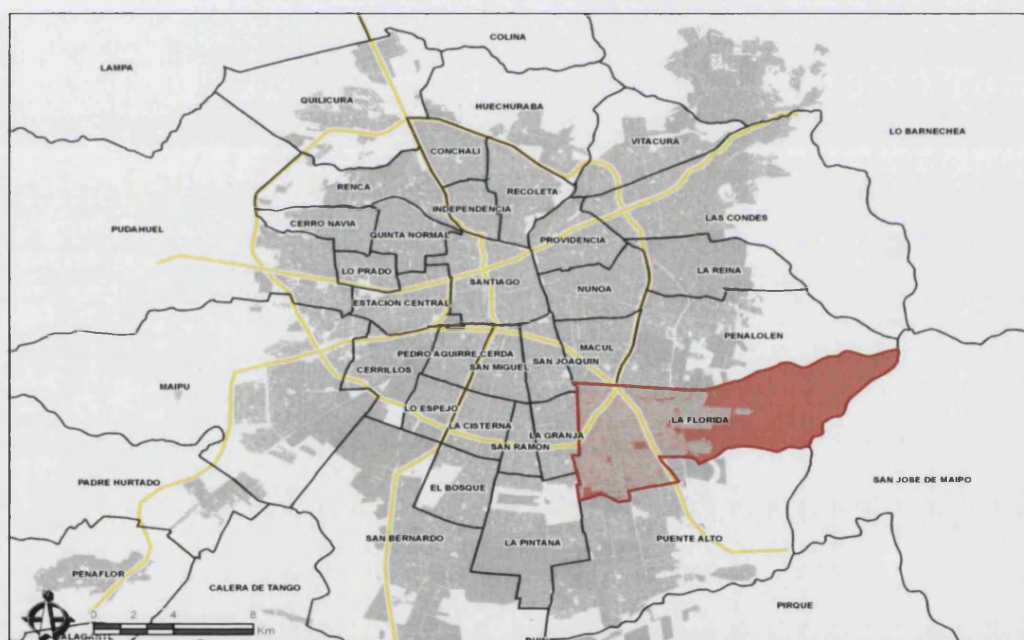 COLINA
LAMPA
QUILICURA
HUECHURABA
LO BARNECHEA
VITACURA
CONCHALI
RENCA
RECOLETA
INDEPENDENCIA
LAS CONDES
CERRO NAVIA
PUDAHUEL
QUINTA NORMAL
PROVIDENCIA
LO PRADO
LA REINA
SANTIAGO
NUNOA
ESTACION CENTRAL
PENALOLEN
MACUL
PEDRO AGUIRRE CERDA
SAN JOAQUIN
SAN MIGUEL
CERRILLOS
MAIPU
LO ESPEJO
LA FLORIDA
LA CISTERNA
LA GRANJA
SAN RAMON
PADRE HURTADO
SAN JOSE DE MAIPO
EL BOSQUE
SAN BERNARDO
PUENTE ALTO
LA PINTANA
PENAFLOR
CALERA DE TANGO
PIRQUE
0 2 4 8
Km